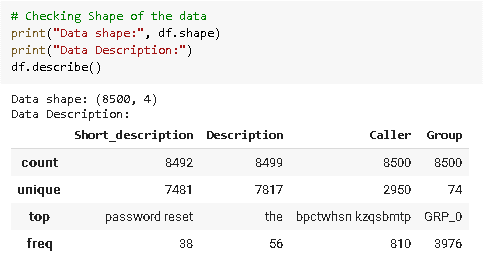 # Checking Shape of the data
print("Data shape:", df.shape)
print("Data Description:")
df.describe()
Data shape: (8500, 4)
Data Description:
Short_description Description Caller Group
count 8492 8499 8500 8500
unique 7481 7817 2950 74
top password reset the bpctwhsn kzqsbmtp GRP_0
freq 38 56 810 3976